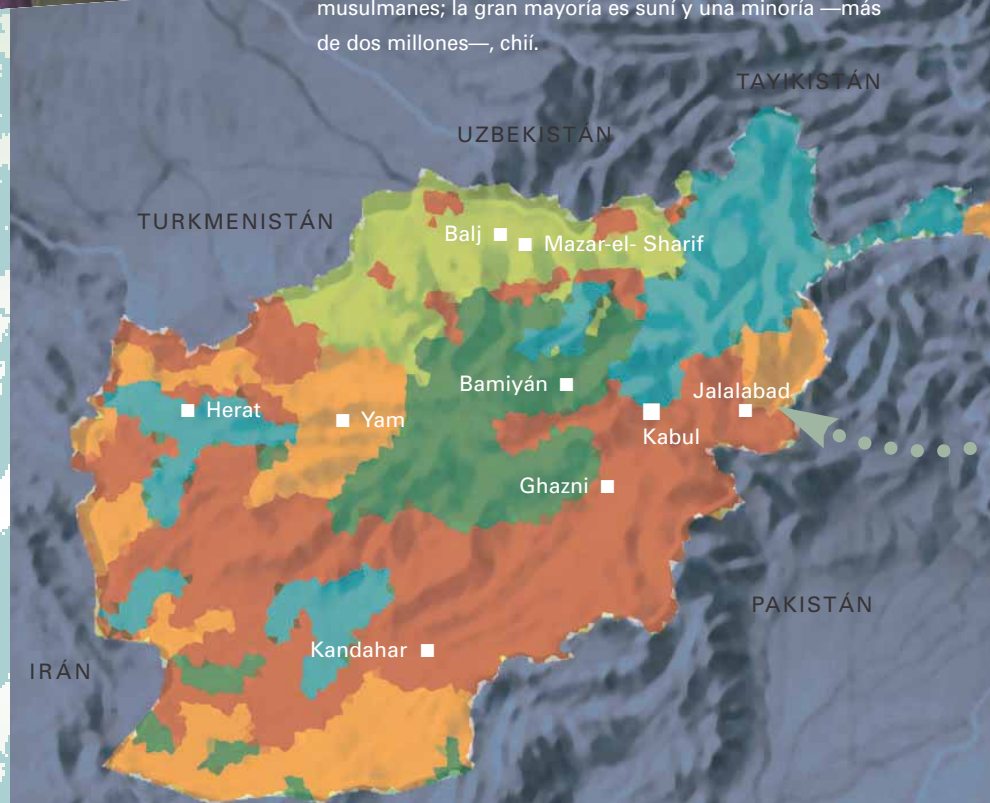 musulmanes; la gran mayoría es suní y una minoría —más
de dos millones—, chií.
TAYIKISTÁN
UZBEKISTÁN
TURKMENISTÁN
Balj
Mazar-el- Sharif
Bamiyán
Jalalabad
Herat
Yam
Kabul
Ghazni
PAKISTÁN
Kandahar
IRÁN